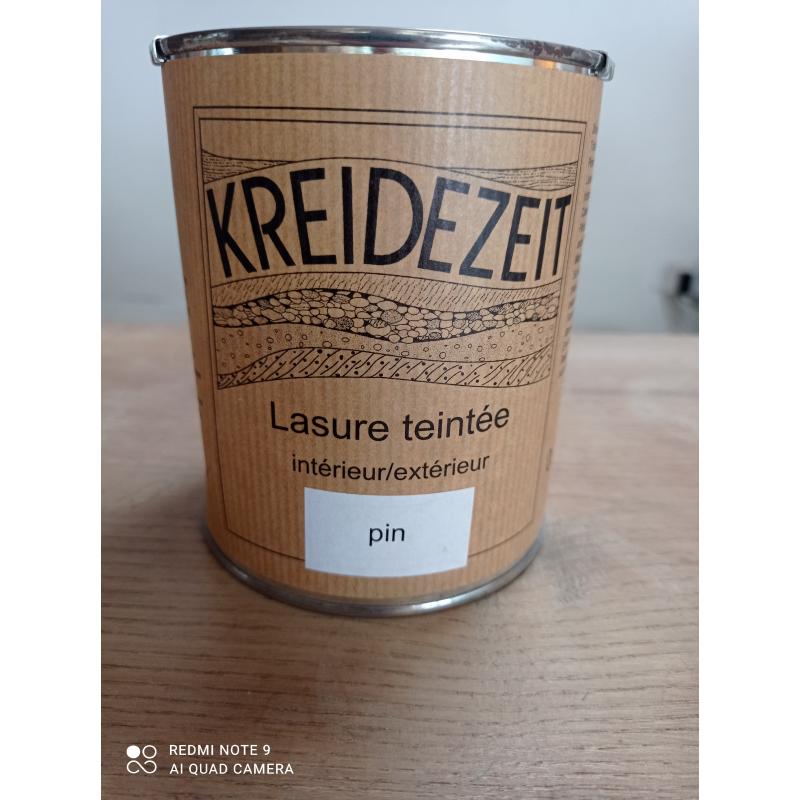 KREIDEZEIT
Lasure teintée
intérieur/extérieur
pin
REDMI NOTE 9
AI QUAD CAMERA